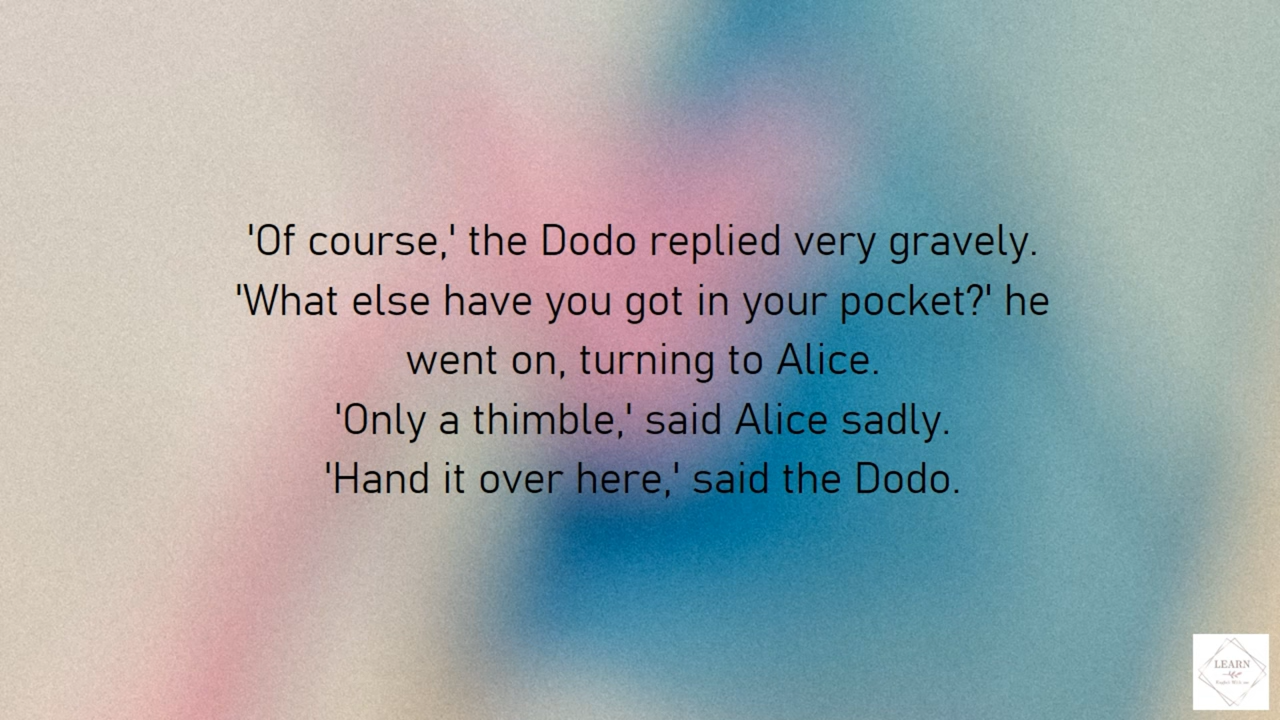 'Of course,' the Dodo replied very gravely.
'What else have you got in your pocket?' he
went on, turning to Alice.
'Only a thimble,' said Alice sadly.
'Hand it over here,' said the Dodo.
LEARN